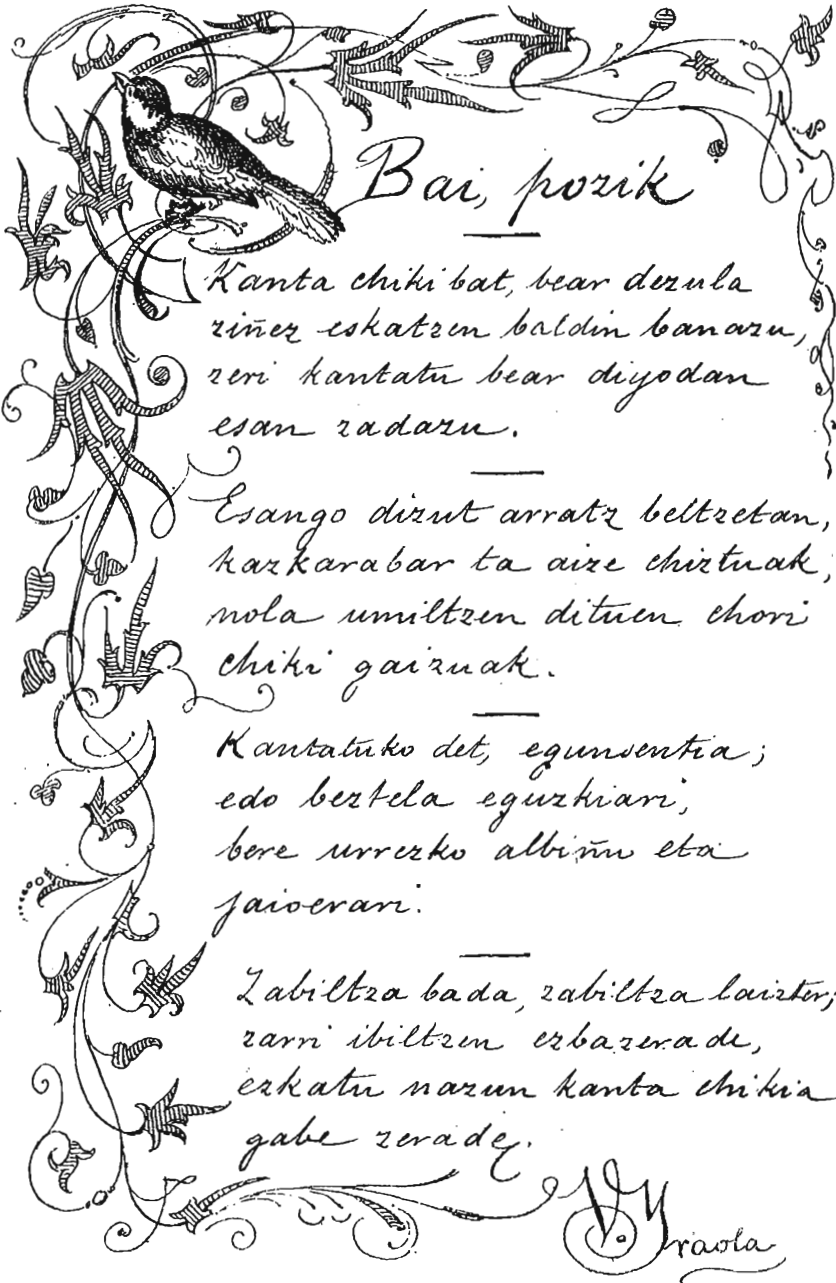 Bai, pozik
Kanta chiki bat, bear dezula
ziñez eskatzen baldin banazu,
zeri kantatu bear diyodan
esan zadazu.
Esango dizut arratz beltzetan,
kazkarabar ta aize chiztuak,
nola umiltzen dituen chori
chiki gaizuak.
Kantatuko det, egunsentia;
edo beztela eguzkiari,
bere urrezko albiñu eta
jaioerari.
Zabiltza bada, zabiltza laizter;
zarri ibiltzen ezbazerade,
ezkatu nazun kanta chikia
gabe zerade.
V. Yraola